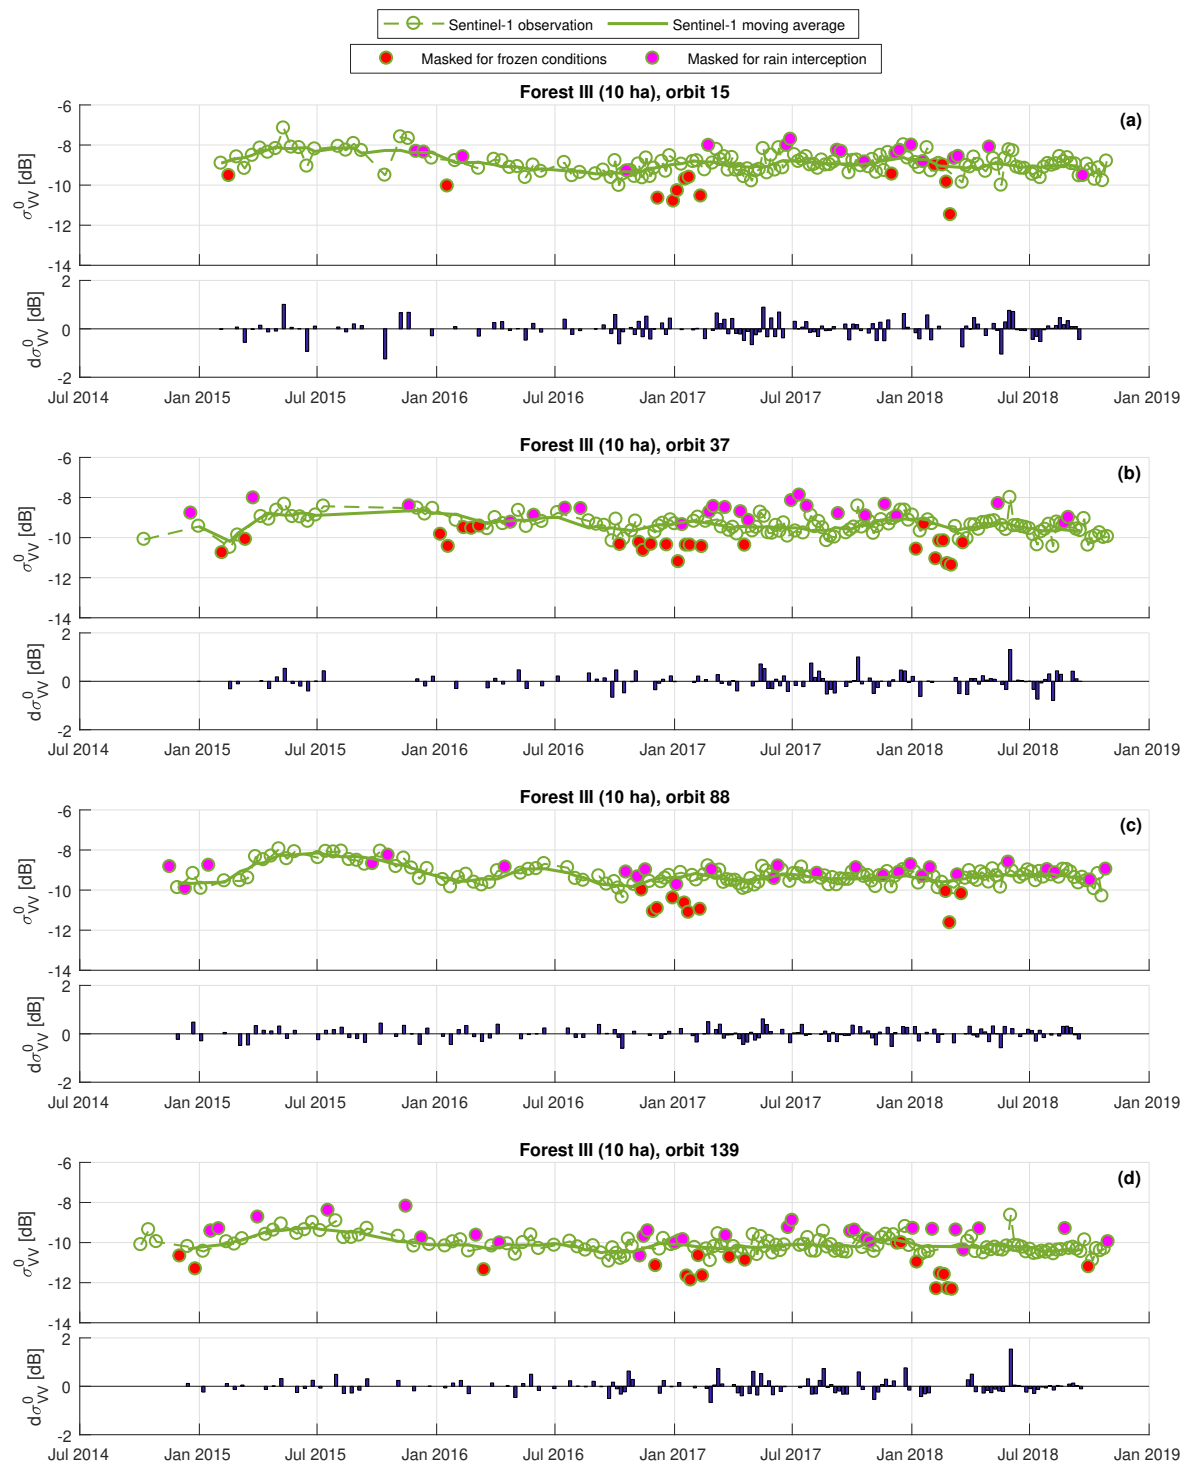 Sentinel-1 observation Sentinel-1 moving average
Masked for frozen conditions Masked for rain interception
Forest III (10 ha), orbit 15
(a)
σ⁰VV [dB]
-6
-8
-10
-12
-14
dσ⁰VV [dB]
2
0
-2
Jul 2014 Jan 2015 Jul 2015 Jan 2016 Jul 2016 Jan 2017 Jul 2017 Jan 2018 Jul 2018 Jan 2019
Forest III (10 ha), orbit 37
(b)
σ⁰VV [dB]
-6
-8
-10
-12
-14
dσ⁰VV [dB]
2
0
-2
Jul 2014 Jan 2015 Jul 2015 Jan 2016 Jul 2016 Jan 2017 Jul 2017 Jan 2018 Jul 2018 Jan 2019
Forest III (10 ha), orbit 88
(c)
σ⁰VV [dB]
-6
-8
-10
-12
-14
dσ⁰VV [dB]
2
0
-2
Jul 2014 Jan 2015 Jul 2015 Jan 2016 Jul 2016 Jan 2017 Jul 2017 Jan 2018 Jul 2018 Jan 2019
Forest III (10 ha), orbit 139
(d)
σ⁰VV [dB]
-6
-8
-10
-12
-14
dσ⁰VV [dB]
2
0
-2
Jul 2014 Jan 2015 Jul 2015 Jan 2016 Jul 2016 Jan 2017 Jul 2017 Jan 2018 Jul 2018 Jan 2019